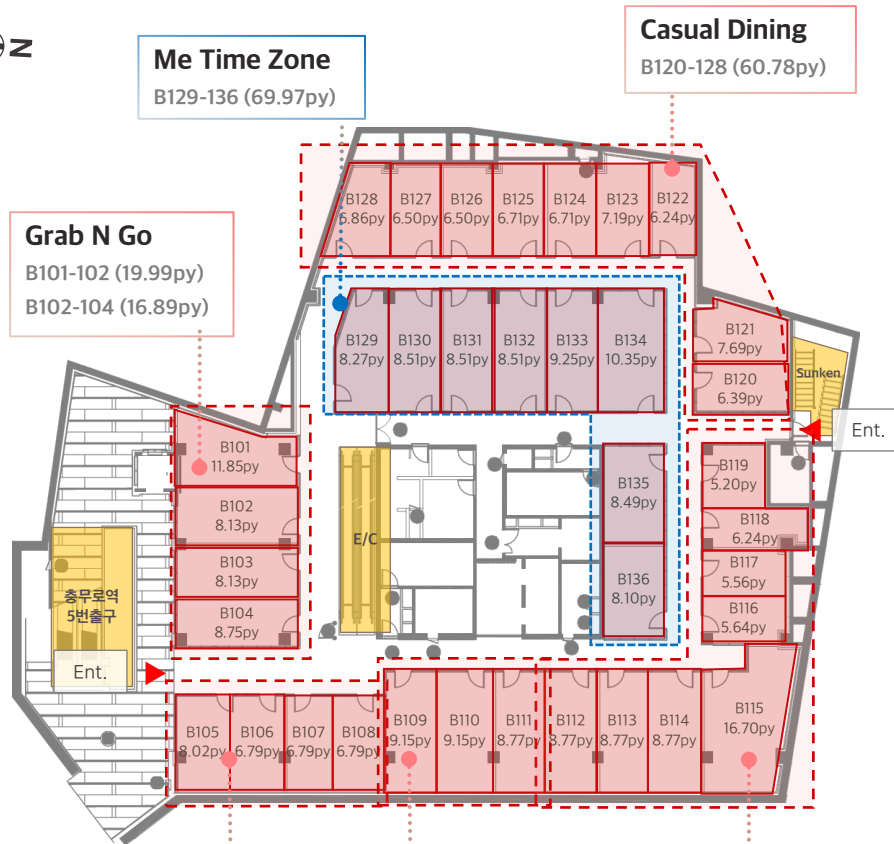 N
Me Time Zone
B129-136 (69.97py)
Casual Dining
B120-128 (60.78py)
Grab N Go
B101-102 (19.99py)
B102-104 (16.89py)
B128
6.86py
B127
6.50py
B126
6.50py
B125
6.71py
B124
6.71py
B123
7.19py
B122
6.24py
B129
8.27py
B130
8.51py
B131
8.51py
B132
8.51py
B133
9.25py
B134
10.35py
B121
7.69py
B120
6.39py
Sunken
Ent.
B101
11.85py
B102
8.13py
B103
8.13py
B104
8.75py
E/C
B135
8.49py
B136
8.10py
B119
5.20py
B118
6.24py
B117
5.56py
B116
5.64py
충무로역
5번출구
Ent.
B105
8.02py
B106
6.79py
B107
6.79py
B108
6.79py
B109
9.15py
B110
9.15py
B111
8.77py
B112
8.77py
B113
8.77py
B114
8.77py
B115
16.70py